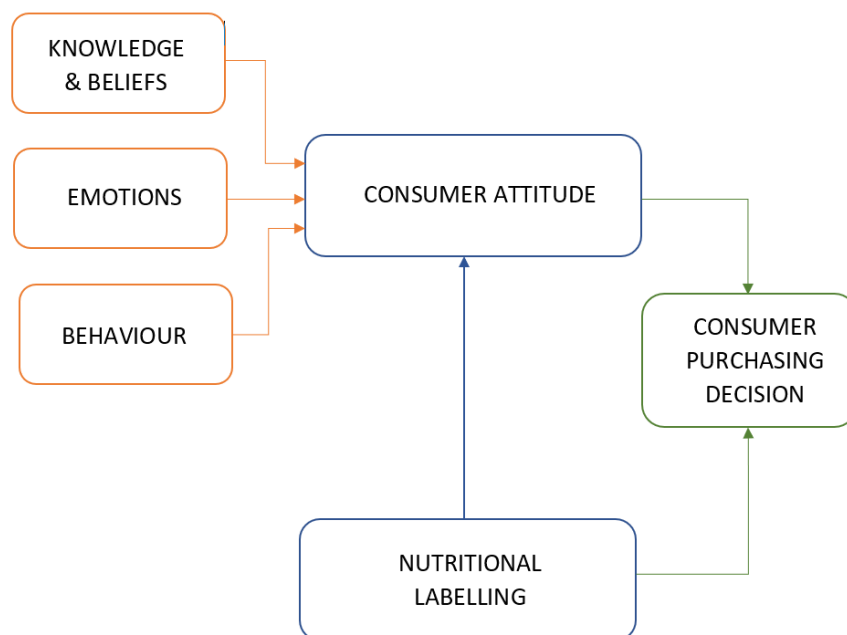 KNOWLEDGE
& BELIEFS
EMOTIONS
BEHAVIOUR
CONSUMER ATTITUDE
CONSUMER
PURCHASING
DECISION
NUTRITIONAL
LABELLING